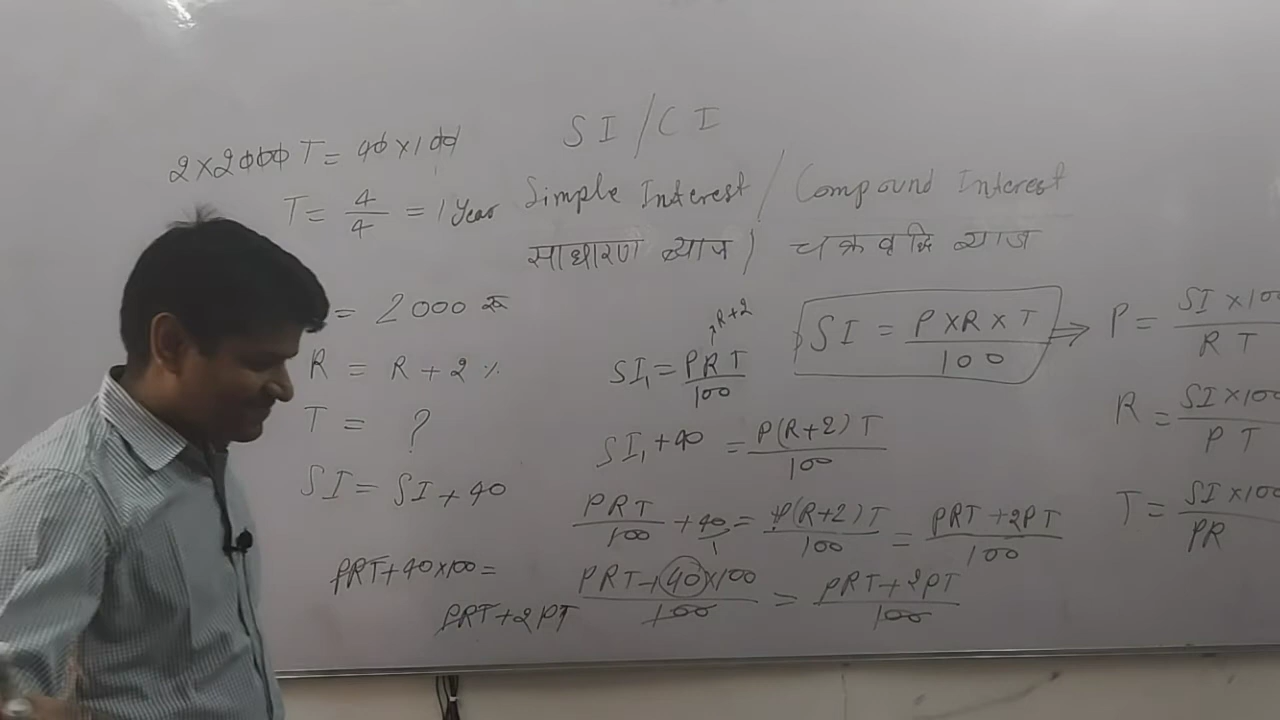 SI/CI
Simple Interest / Compound Interest
साधारण ब्याज / चक्रवृद्धि ब्याज
2×2000 T = 40×100
T = 4/4 = 1 Year
= 2000 रु
R = R+2 %
T = ?
SI = SI+40
PRT+40×100 =
PRT+2PT
R+2
SI₁ = PRT/100
SI₁+40 = P(R+2)T/100
PRT/100 + 40/1 = P(R+2)T/100 = PRT+2PT/100
PRT+40×100/100 = PRT+2PT/100
SI = P×R×T/100 ⇒
P = SI×100/RT
R = SI×100/PT
T = SI×100/PR